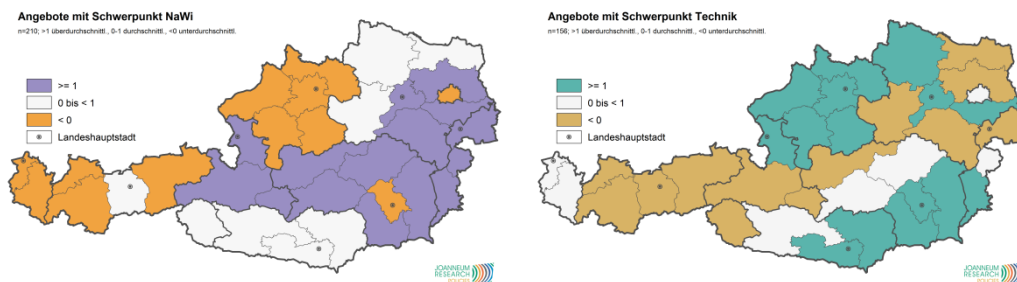 Angebote mit Schwerpunkt NaWi
n=210; >1 überdurchschnittl., 0-1 durchschnittl., <0 unterdurchschnittl.
>= 1
0 bis < 1
< 0
Landeshauptstadt
JOANNEUM
RESEARCH
POLICIES
Angebote mit Schwerpunkt Technik
n=156; >1 überdurchschnittl., 0-1 durchschnittl., <0 unterdurchschnittl.
>= 1
0 bis < 1
< 0
Landeshauptstadt
JOANNEUM
RESEARCH
POLICIES